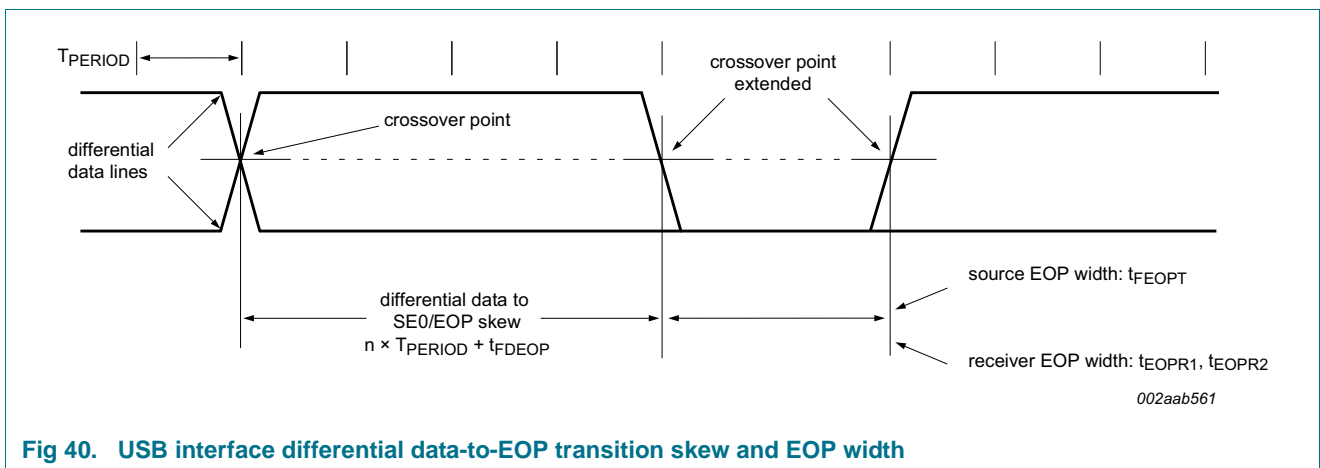 TPERIOD
crossover point
extended
crossover point
differential
data lines
differential data to
SE0/EOP skew
n × TPERIOD + tFDEOP
source EOP width: tFEOPT
receiver EOP width: tEOPR1, tEOPR2
002aab561
Fig 40. USB interface differential data-to-EOP transition skew and EOP width